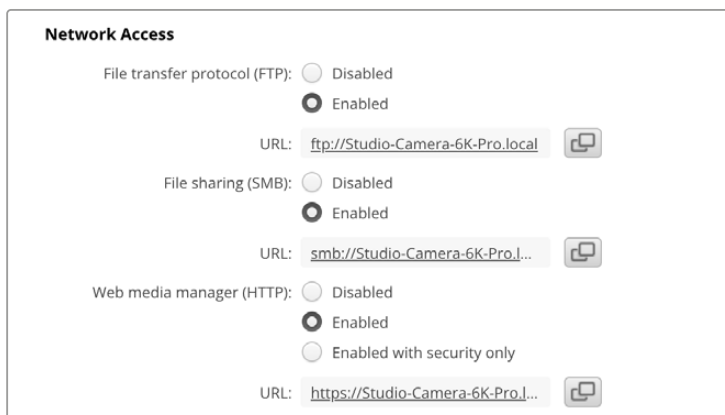 Network Access
File transfer protocol (FTP): Disabled
Enabled
URL: ftp://Studio-Camera-6K-Pro.local
File sharing (SMB): Disabled
Enabled
URL: smb://Studio-Camera-6K-Pro.l...
Web media manager (HTTP): Disabled
Enabled
Enabled with security only
URL: https://Studio-Camera-6K-Pro.l...